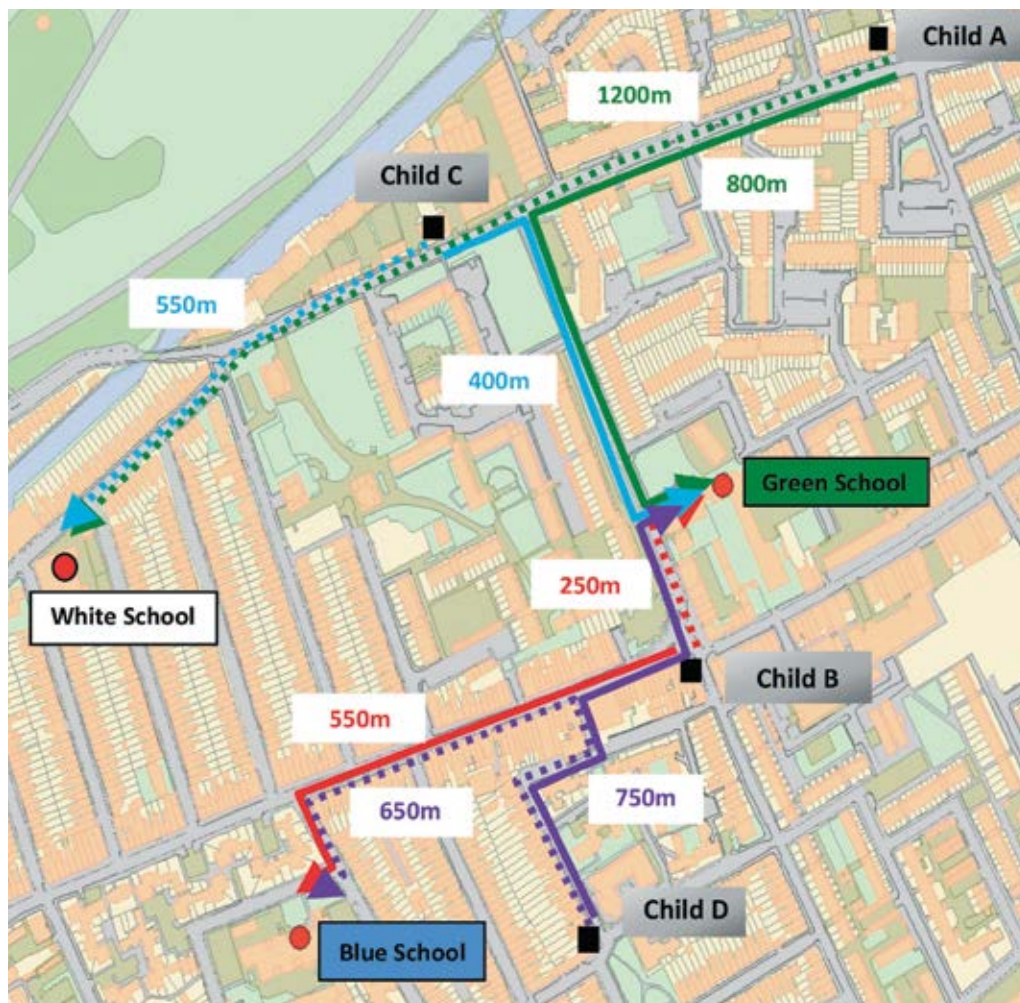 Child A
1200m
Child C
800m
550m
400m
Green School
250m
White School
Child B
550m
650m
750m
Child D
Blue School